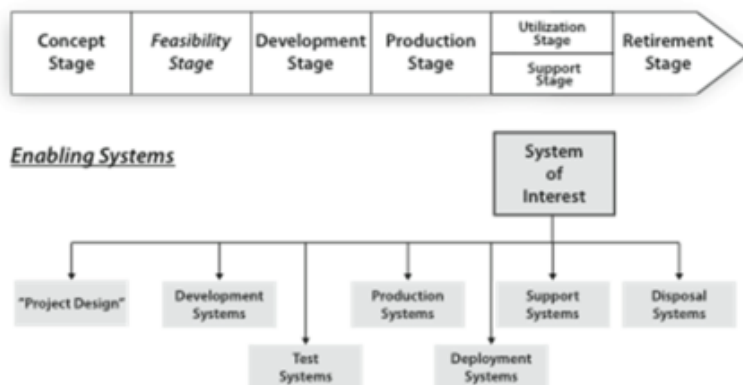 Concept
Stage
Feasibility
Stage
Development
Stage
Production
Stage
Utilization
Stage
Support
Stage
Retirement
Stage
Enabling Systems
System
of
Interest
"Project Design"
Development
Systems
Production
Systems
Support
Systems
Disposal
Systems
Test
Systems
Deployment
Systems